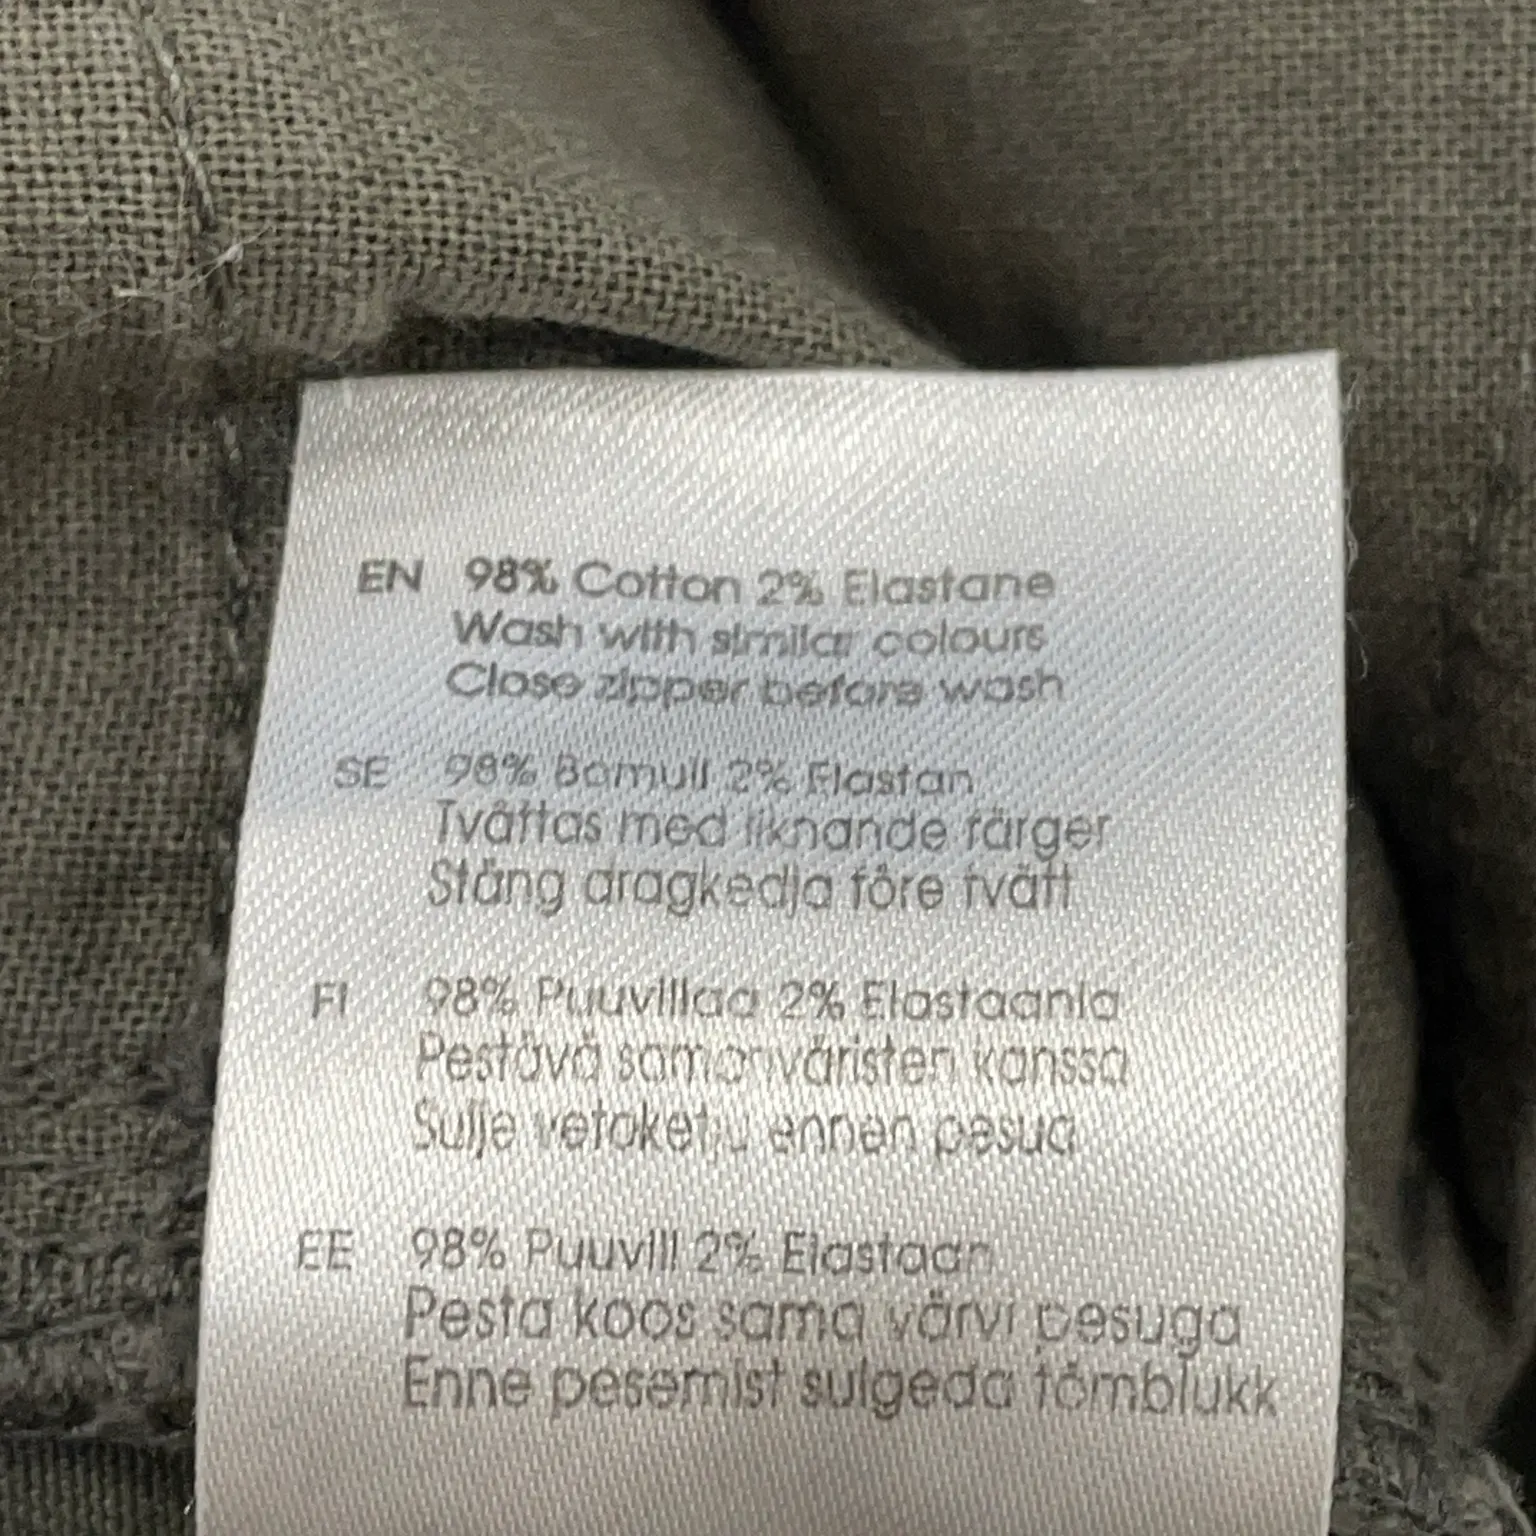 EN 98% Cotton 2% Elastane
Wash with similar colours
Close zipper before wash
SE 98% Bomull 2% Elastan
Tvättas med liknande färger
Stäng dragkedja före tvätt
FI 98% Puuvillaa 2% Elastaania
Pestävä samanväristen kanssa
Sulje vetoketju ennen pesua
EE 98% Puuvill 2% Elastaan
Pesta koos sama värvi pesuga
Enne pesemist sulgeda tõmblukk